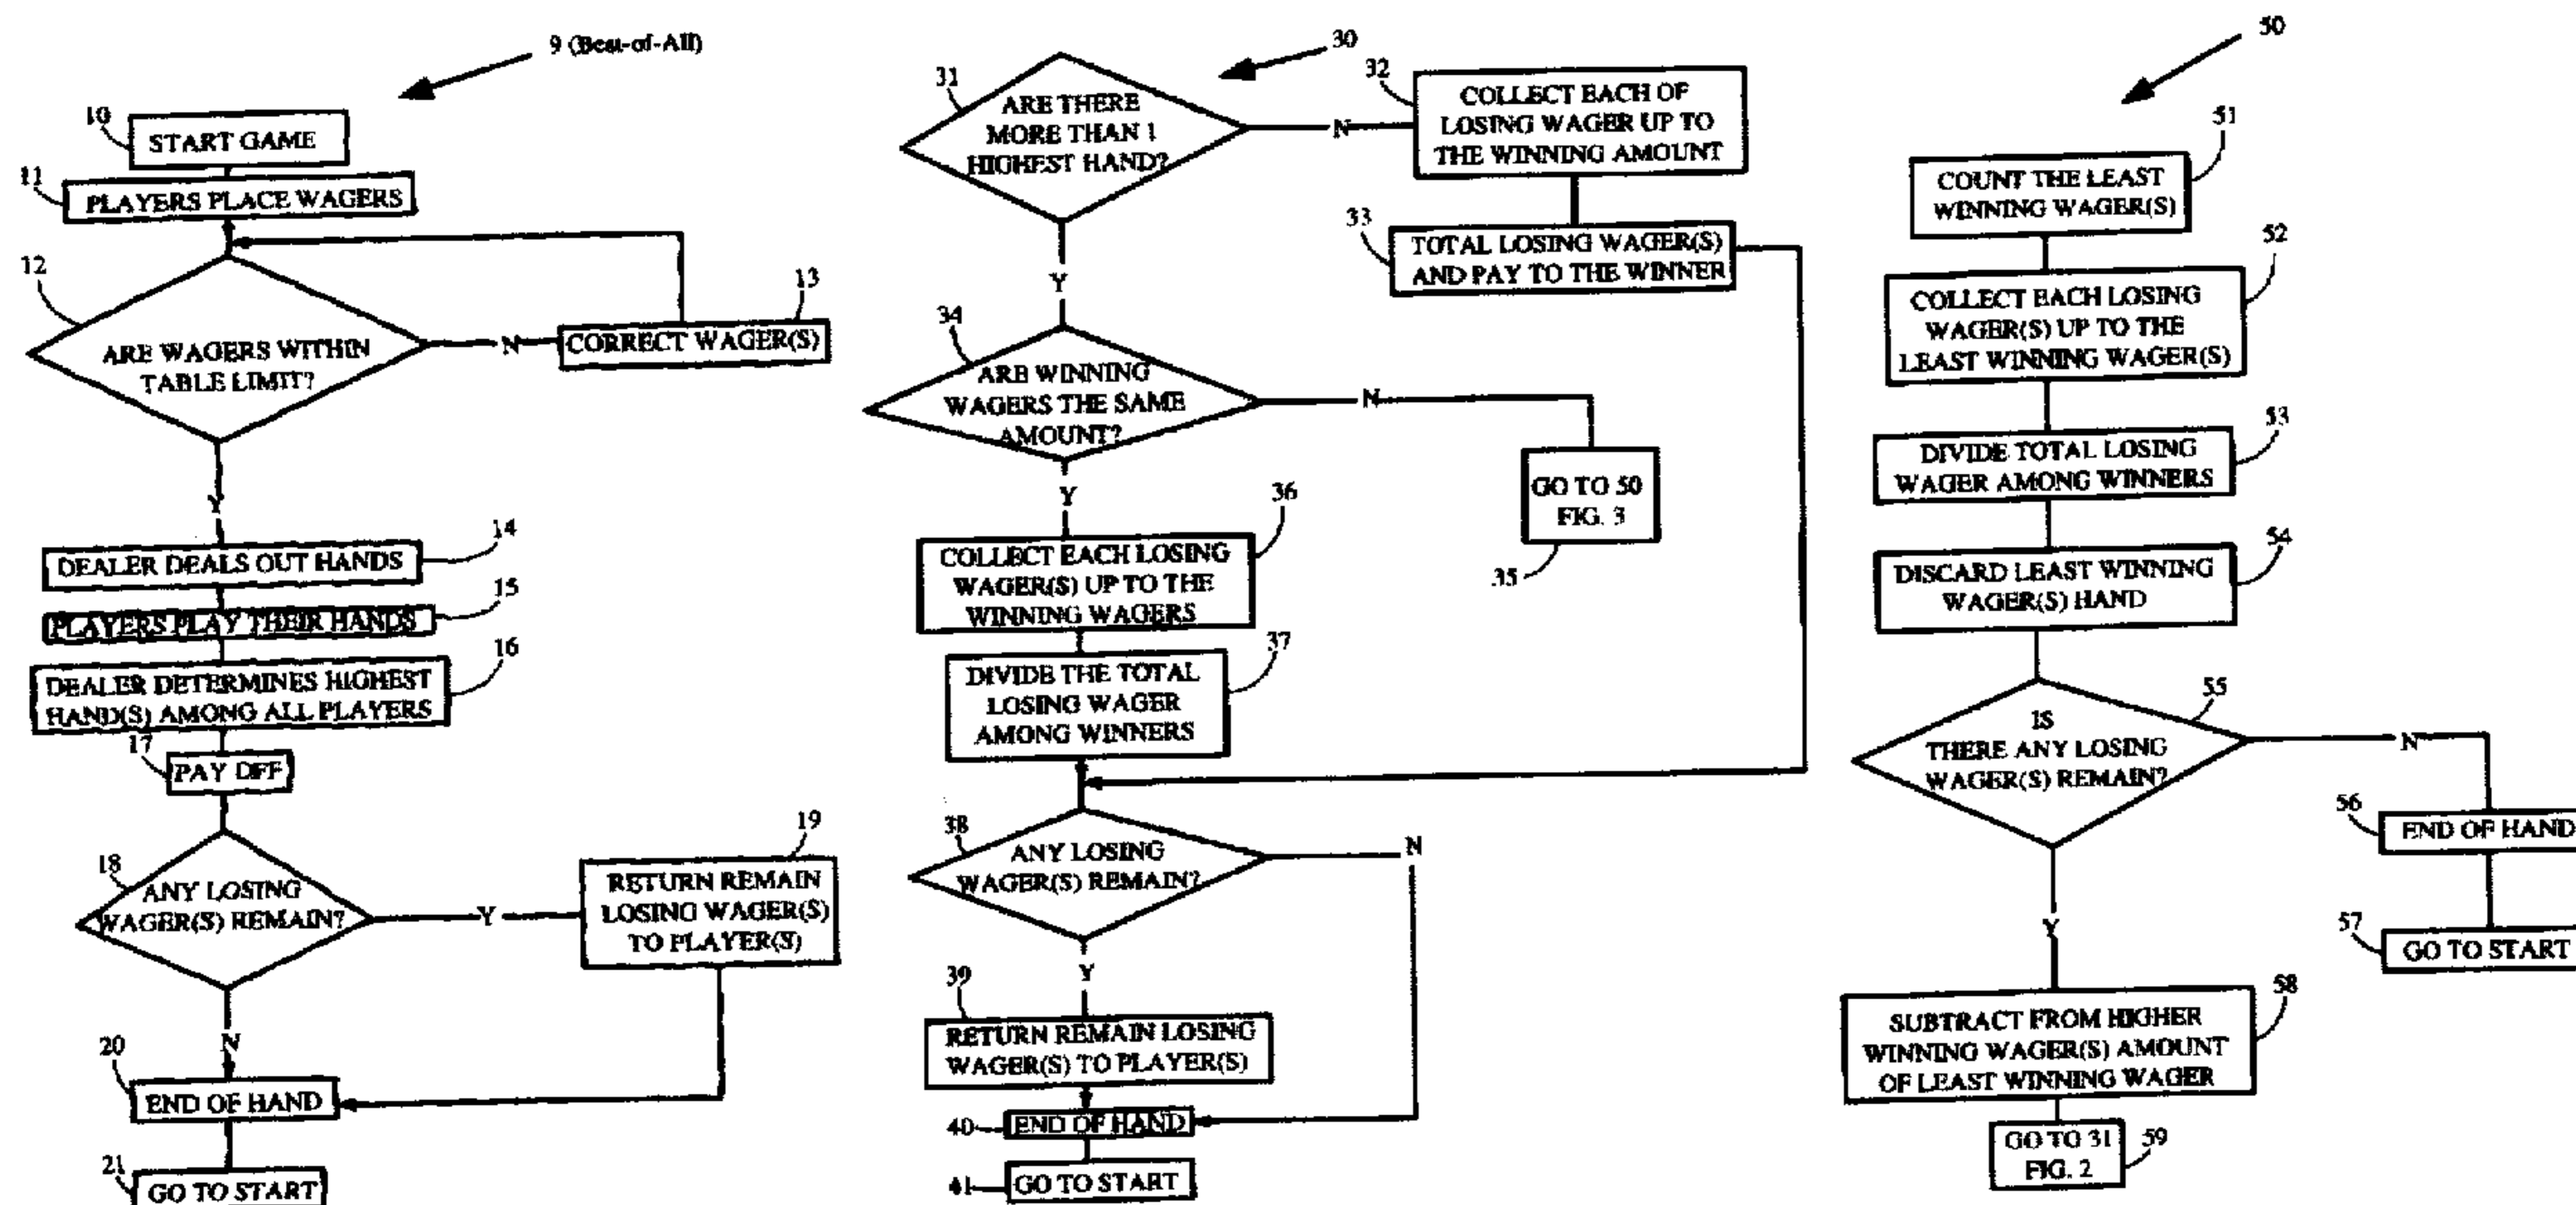 9 (Best-of-All)
10
START GAME
11
PLAYERS PLACE WAGERS
12
ARE WAGERS WITHIN
TABLE LIMIT?
N
13
CORRECT WAGER(S)
Y
14
DEALER DEALS OUT HANDS
15
PLAYERS PLAY THEIR HANDS
16
DEALER DETERMINES HIGHEST
HAND(S) AMONG ALL PLAYERS
17
PAY OFF
18
ANY LOSING
WAGER(S) REMAIN?
Y
19
RETURN REMAIN
LOSING WAGER(S)
TO PLAYER(S)
N
20
END OF HAND
21
GO TO START
30
31
ARE THERE
MORE THAN 1
HIGHEST HAND?
N
32
COLLECT EACH OF
LOSING WAGER UP TO
THE WINNING AMOUNT
33
TOTAL LOSING WAGER(S)
AND PAY TO THE WINNER
Y
34
ARE WINNING
WAGERS THE SAME
AMOUNT?
N
GO TO 50
FIG. 3
35
Y
36
COLLECT EACH LOSING
WAGER(S) UP TO THE
WINNING WAGERS
37
DIVIDE THE TOTAL
LOSING WAGER
AMONG WINNERS
38
ANY LOSING
WAGER(S) REMAIN?
N
Y
39
RETURN REMAIN LOSING
WAGER(S) TO PLAYER(S)
40
END OF HAND
41
GO TO START
50
51
COUNT THE LEAST
WINNING WAGER(S)
52
COLLECT EACH LOSING
WAGER(S) UP TO THE
LEAST WINNING WAGER(S)
53
DIVIDE TOTAL LOSING
WAGER AMONG WINNERS
54
DISCARD LEAST WINNING
WAGER(S) HAND
55
IS
THERE ANY LOSING
WAGER(S) REMAIN?
N
56
END OF HAND
57
GO TO START
Y
58
SUBTRACT FROM HIGHER
WINNING WAGER(S) AMOUNT
OF LEAST WINNING WAGER
GO TO 31
FIG. 2
59